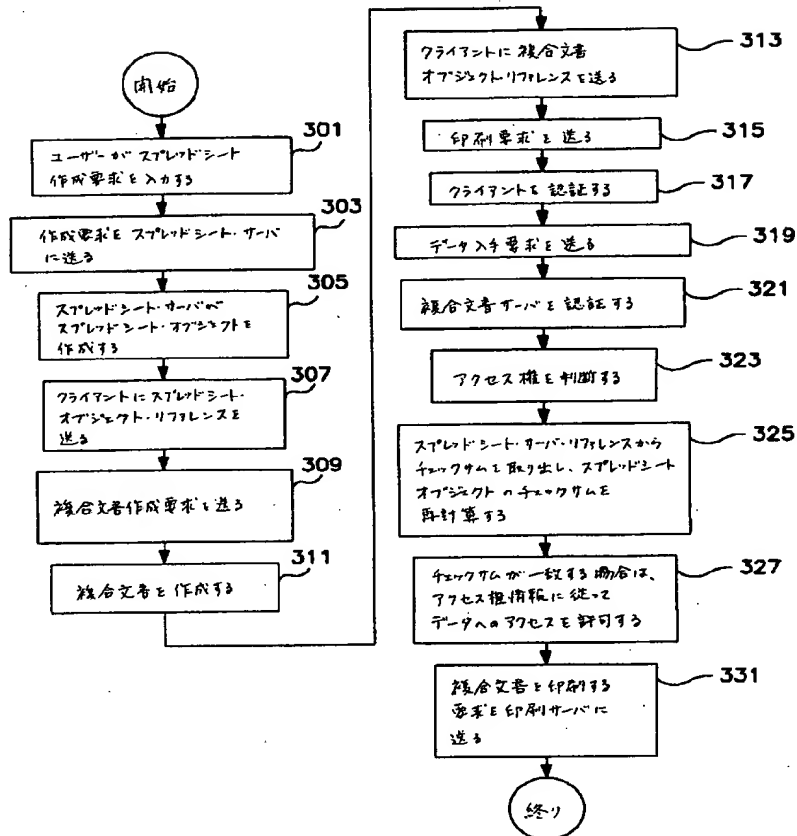 開始
301
ユーザーがスプレッドシート
作成要求を入力する
303
作成要求をスプレッドシート・サーバ
に送る
305
スプレッドシート・サーバが
スプレッドシート・オブジェクトを
作成する
307
クライアントにスプレッドシート・
オブジェクト・リファレンスを
送る
309
複合文書作成要求を送る
311
複合文書を作成する
313
クライアントに複合文書
オブジェクト・リファレンスを送る
315
印刷要求を送る
317
クライアントを認証する
319
データ入手要求を送る
321
複合文書サーバを認証する
323
アクセス権を判断する
325
スプレッドシート・サーバ・リファレンスから
チェックサムを取り出し、スプレッドシート
オブジェクトのチェックサムを
再計算する
327
チェックサムが一致する場合は、
アクセス権情報に従って
データへのアクセスを許可する
331
複合文書を印刷する
要求を印刷サーバに
送る
終り